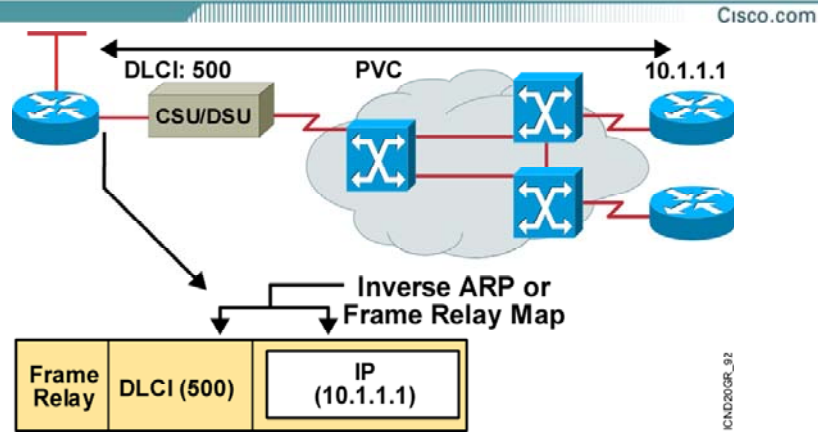 Cisco.com
DLCI: 500
PVC
10.1.1.1
CSU/DSU
Inverse ARP or
Frame Relay Map
Frame
Relay
DLCI (500)
IP
(10.1.1.1)
ICND20GR_92